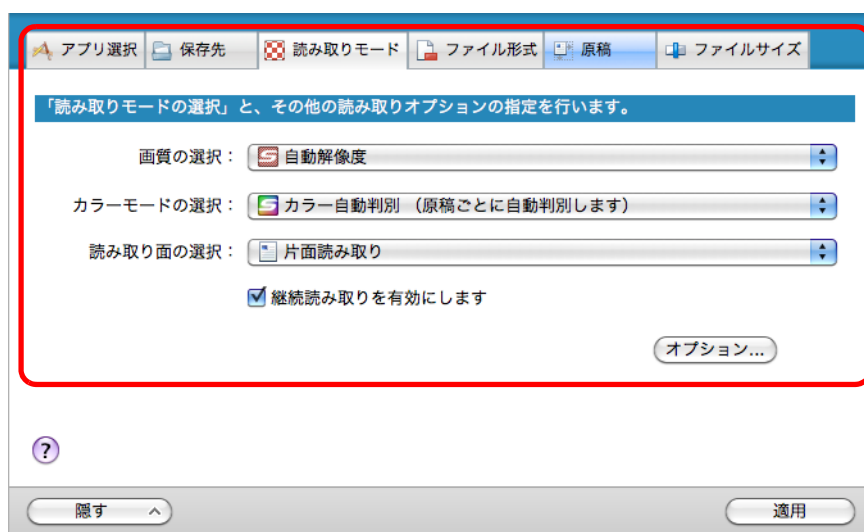 アプリ選択 保存先 読み取りモード ファイル形式 原稿 ファイルサイズ
「読み取りモードの選択」と、その他の読み取りオプションの指定を行います。
画質の選択： 自動解像度
カラーモードの選択： カラー自動判別 （原稿ごとに自動判別します）
読み取り面の選択： 片面読み取り
継続読み取りを有効にします
オプション...
?
隠す 適用